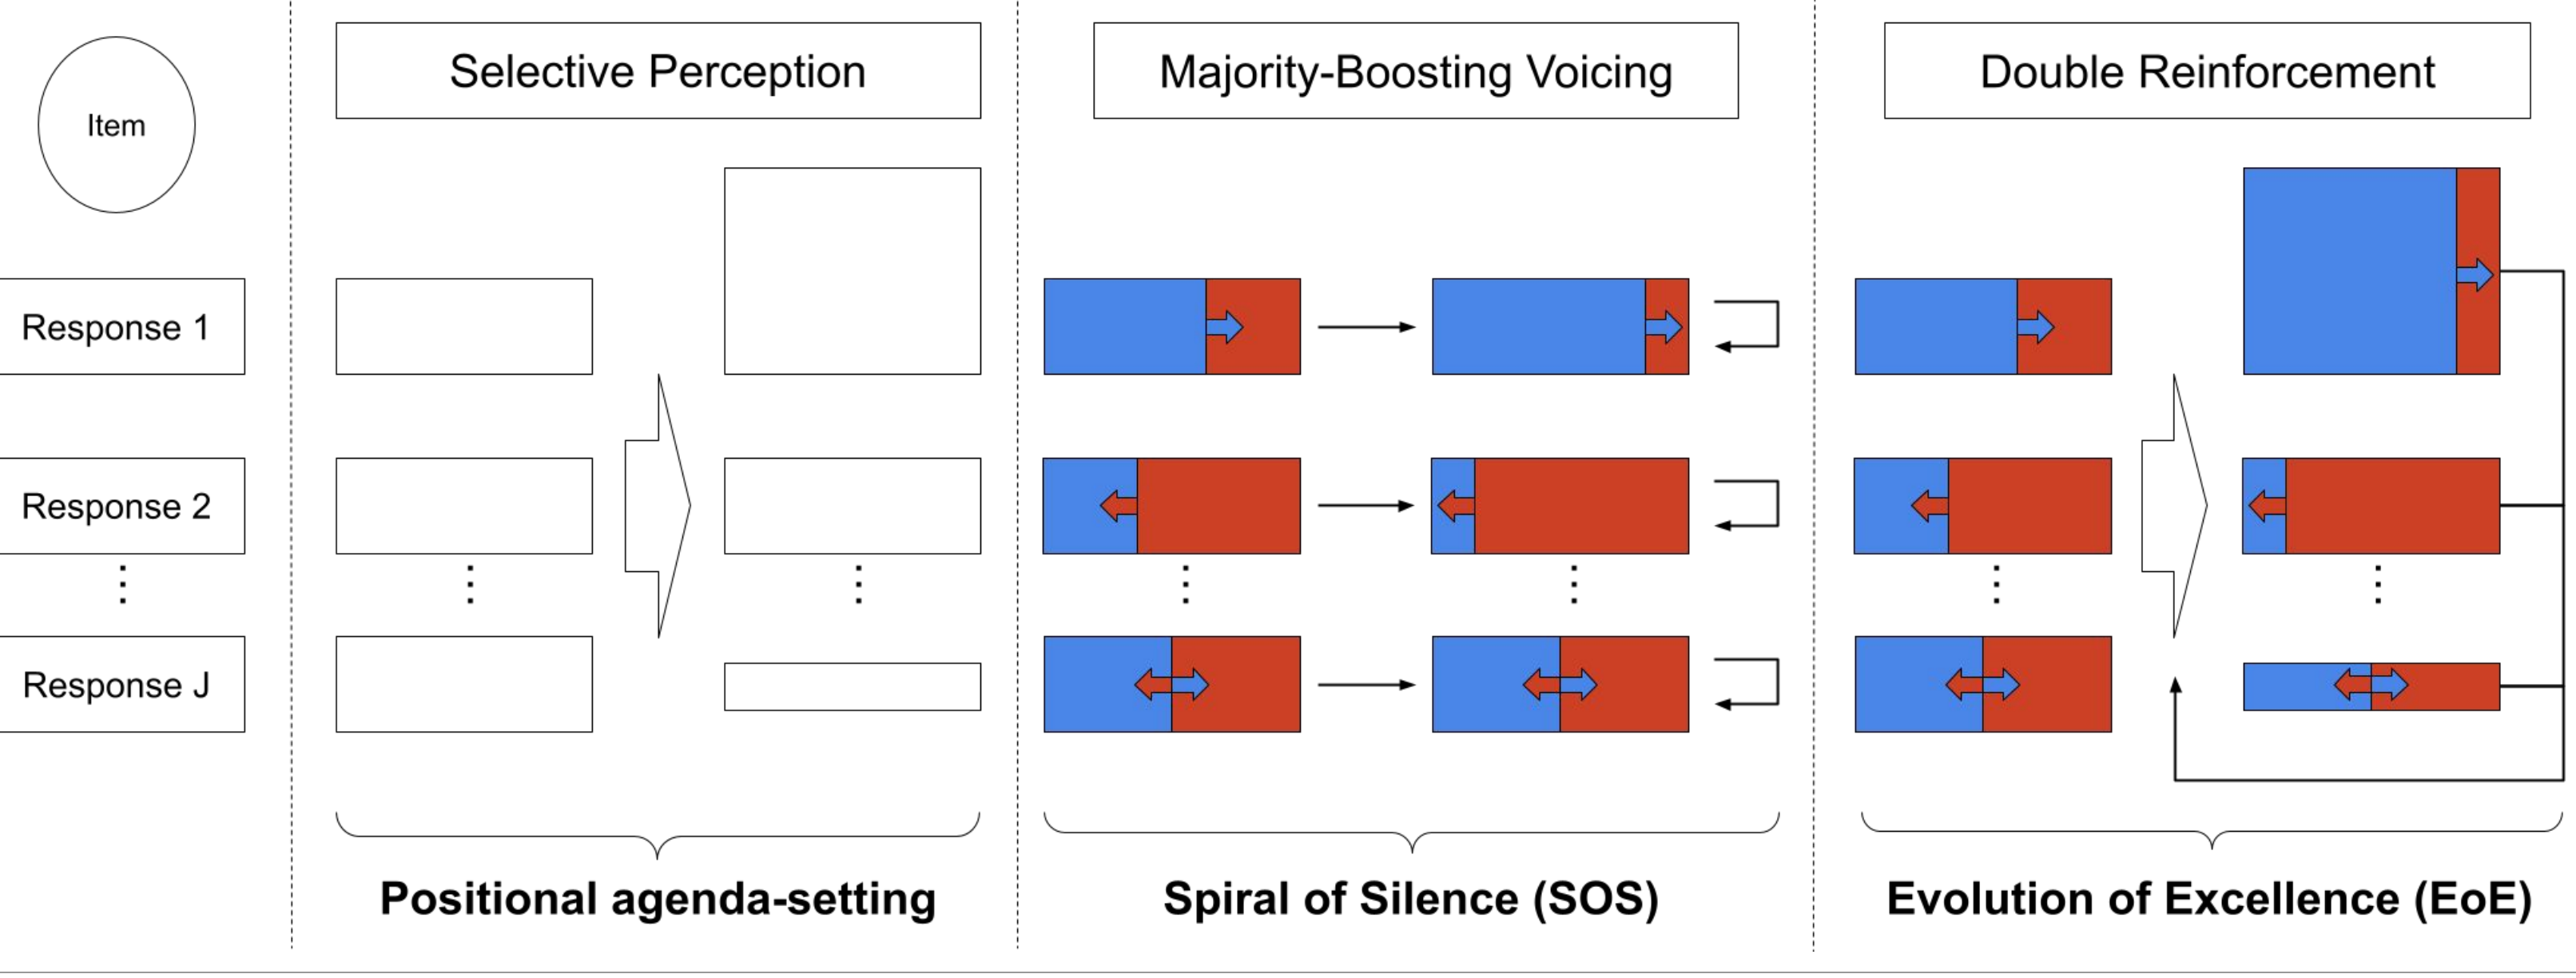 Item
Selective Perception
Majority-Boosting Voicing
Double Reinforcement
Response 1
Response 2
Response J
Positional agenda-setting
Spiral of Silence (SOS)
Evolution of Excellence (EoE)